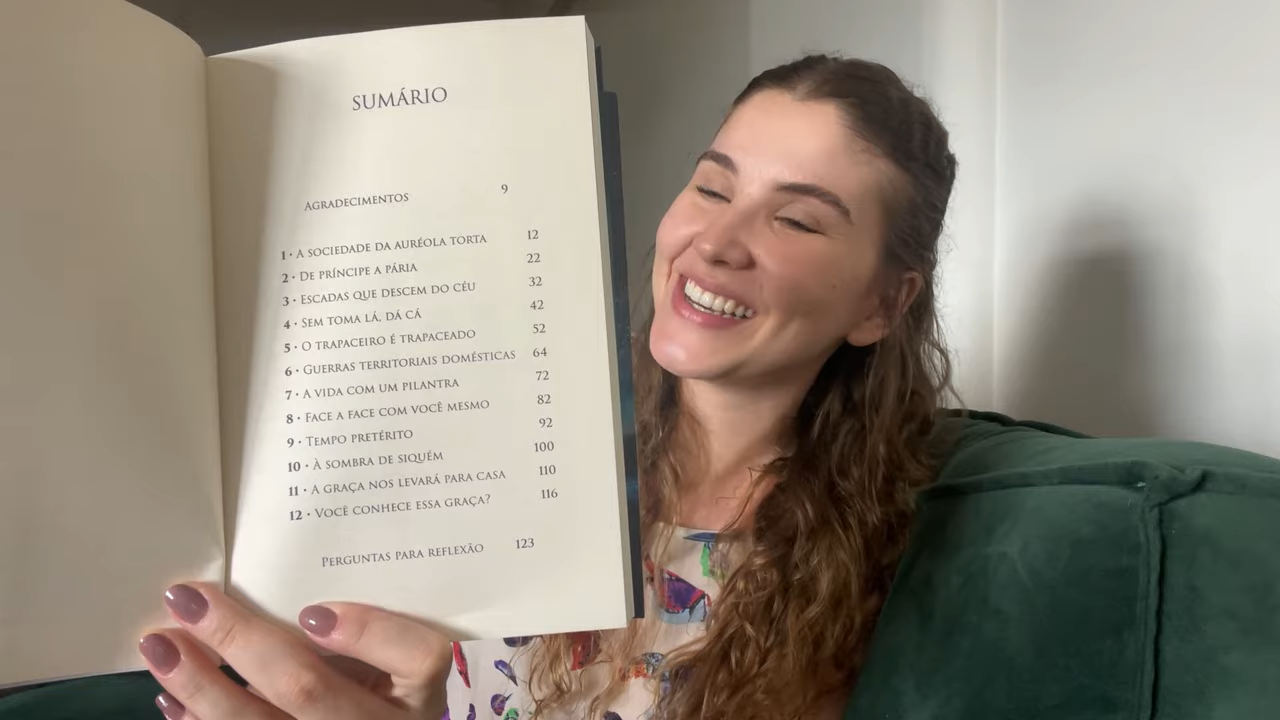 SUMÁRIO
AGRADECIMENTOS 9
1 · A SOCIEDADE DA AURÉOLA TORTA 12
2 · DE PRÍNCIPE A PÁRIA 22
3 · ESCADAS QUE DESCEM DO CÉU 32
4 · SEM TOMA LÁ, DÁ CÁ 42
5 · O TRAPACEIRO É TRAPACEADO 52
6 · GUERRAS TERRITORIAIS DOMÉSTICAS 64
7 · A VIDA COM UM PILANTRA 72
8 · FACE A FACE COM VOCÊ MESMO 82
9 · TEMPO PRETÉRITO 92
10 · À SOMBRA DE SIQUÉM 100
11 · A GRAÇA NOS LEVARÁ PARA CASA 110
12 · VOCÊ CONHECE ESSA GRAÇA? 116
PERGUNTAS PARA REFLEXÃO 123